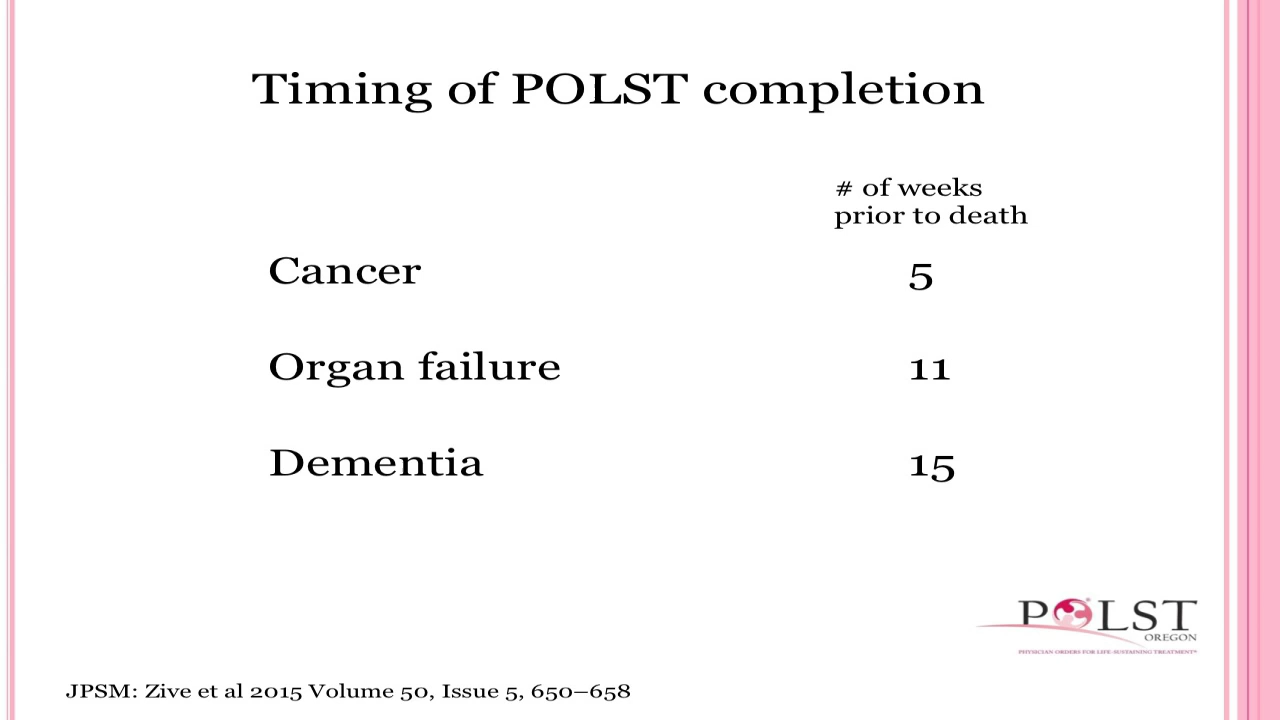 Timing of POLST completion
# of weeks
prior to death
Cancer 5
Organ failure 11
Dementia 15
POLST
OREGON
PHYSICIAN ORDERS FOR LIFE-SUSTAINING TREATMENT™
JPSM: Zive et al 2015 Volume 50, Issue 5, 650–658